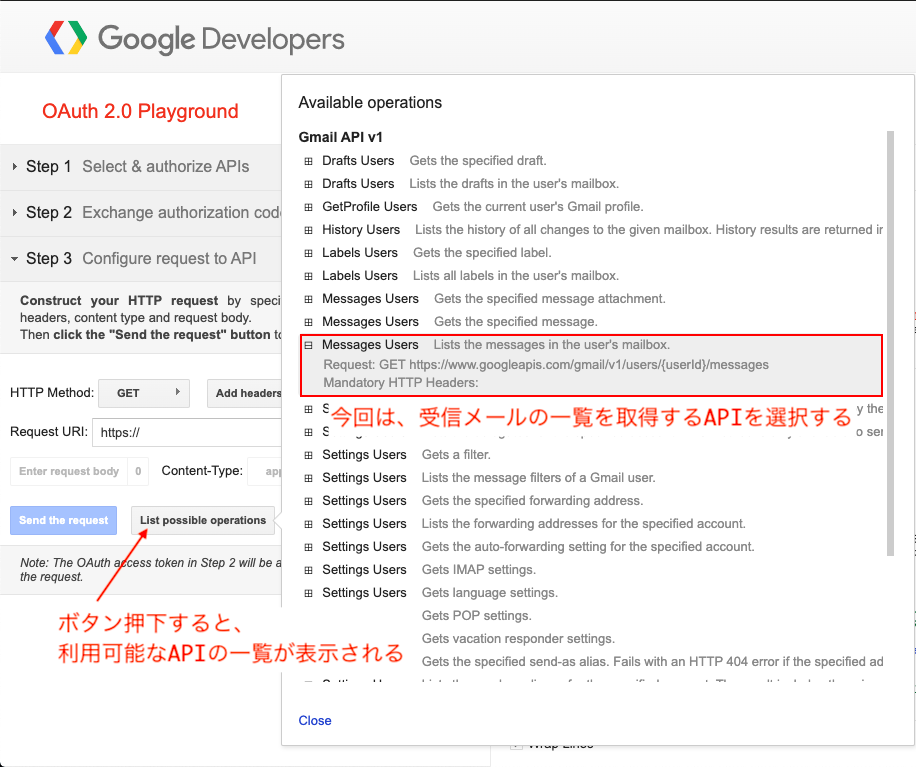 Google Developers
OAuth 2.0 Playground
Step 1 Select & authorize APIs
Step 2 Exchange authorization code
Step 3 Configure request to API
Construct your HTTP request by
headers, content type and request body.
Then click the "Send the request" button
HTTP Method: GET Add headers
Request URI: https://
Enter request body 0 Content-Type:
Send the request List possible operations
Note: The OAuth access token in Step 2 will be
the request.
ボタン押下すると、
利用可能なAPIの一覧が表示される
Available operations
Gmail API v1
Drafts Users Gets the specified draft.
Drafts Users Lists the drafts in the user's mailbox.
GetProfile Users Gets the current user's Gmail profile.
History Users Lists the history of all changes to the given mailbox. History results are returned
Labels Users Gets the specified label.
Labels Users Lists all labels in the user's mailbox.
Messages Users Gets the specified message attachment.
Messages Users Gets the specified message.
Messages Users Lists the messages in the user's mailbox.
Request: GET https://www.googleapis.com/gmail/v1/users/{userId}/messages
Mandatory HTTP Headers:
今回は、受信メールの一覧を取得するAPIを選択する
Settings Users Gets a filter.
Settings Users Lists the message filters of a Gmail user.
Settings Users Gets the specified forwarding address.
Settings Users Lists the forwarding addresses for the specified account.
Settings Users Gets the auto-forwarding setting for the specified account.
Settings Users Gets IMAP settings.
Settings Users Gets language settings.
Gets POP settings.
Gets vacation responder settings.
Gets the specified send-as alias. Fails with an HTTP 404 error if the specified ad
Close
Wrap Lines